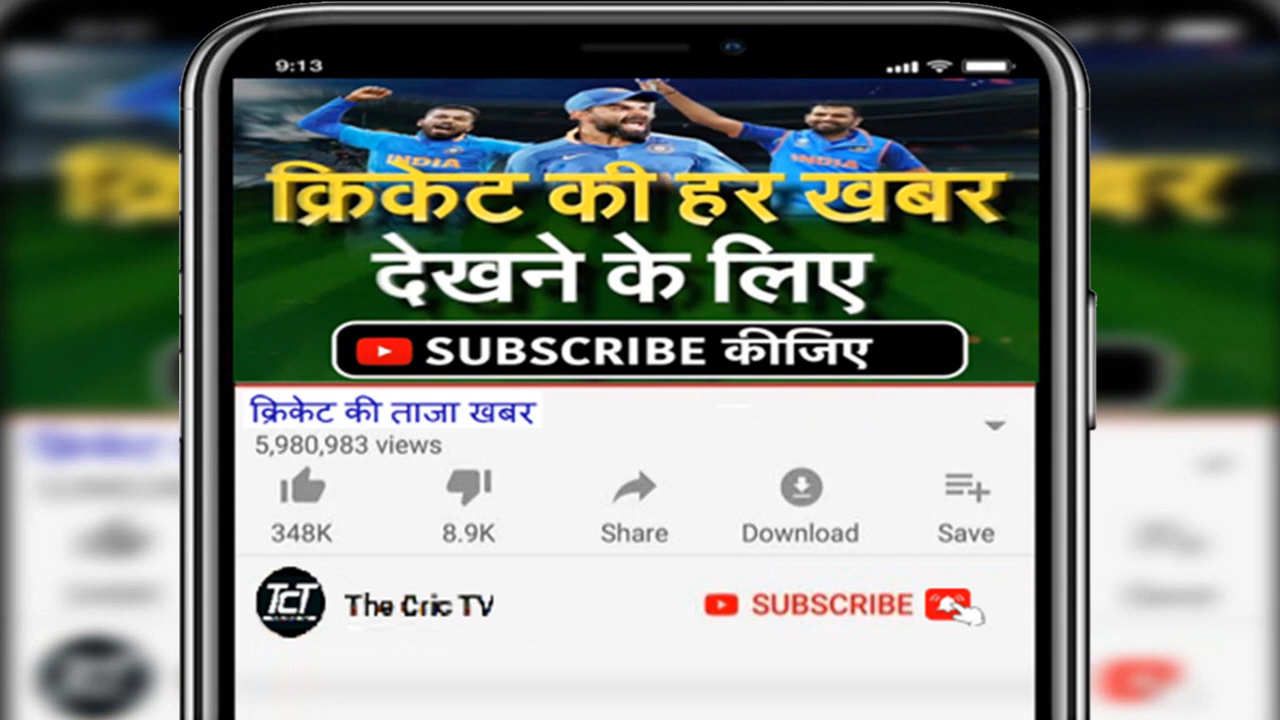 9:13
INDIA
INDIA
क्रिकेट की हर खबर
देखने के लिए
SUBSCRIBE कीजिए
क्रिकेट की ताजा खबर
5,980,983 views
348K 8.9K Share Download Save
TCT The Cric TV SUBSCRIBE